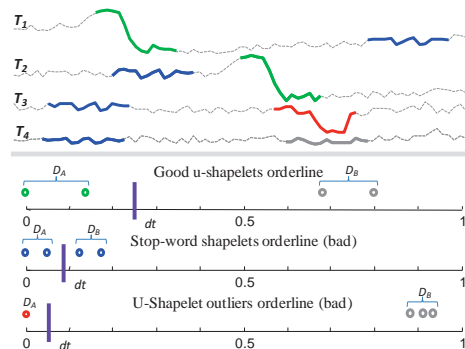 T1
T2
T3
T4
Good u-shapelets orderline
DA
DB
dt
0
0.5
1
Stop-word shapelets orderline (bad)
DA
DB
dt
0
0.5
1
U-Shapelet outliers orderline (bad)
DA
DB
dt
0
0.5
1